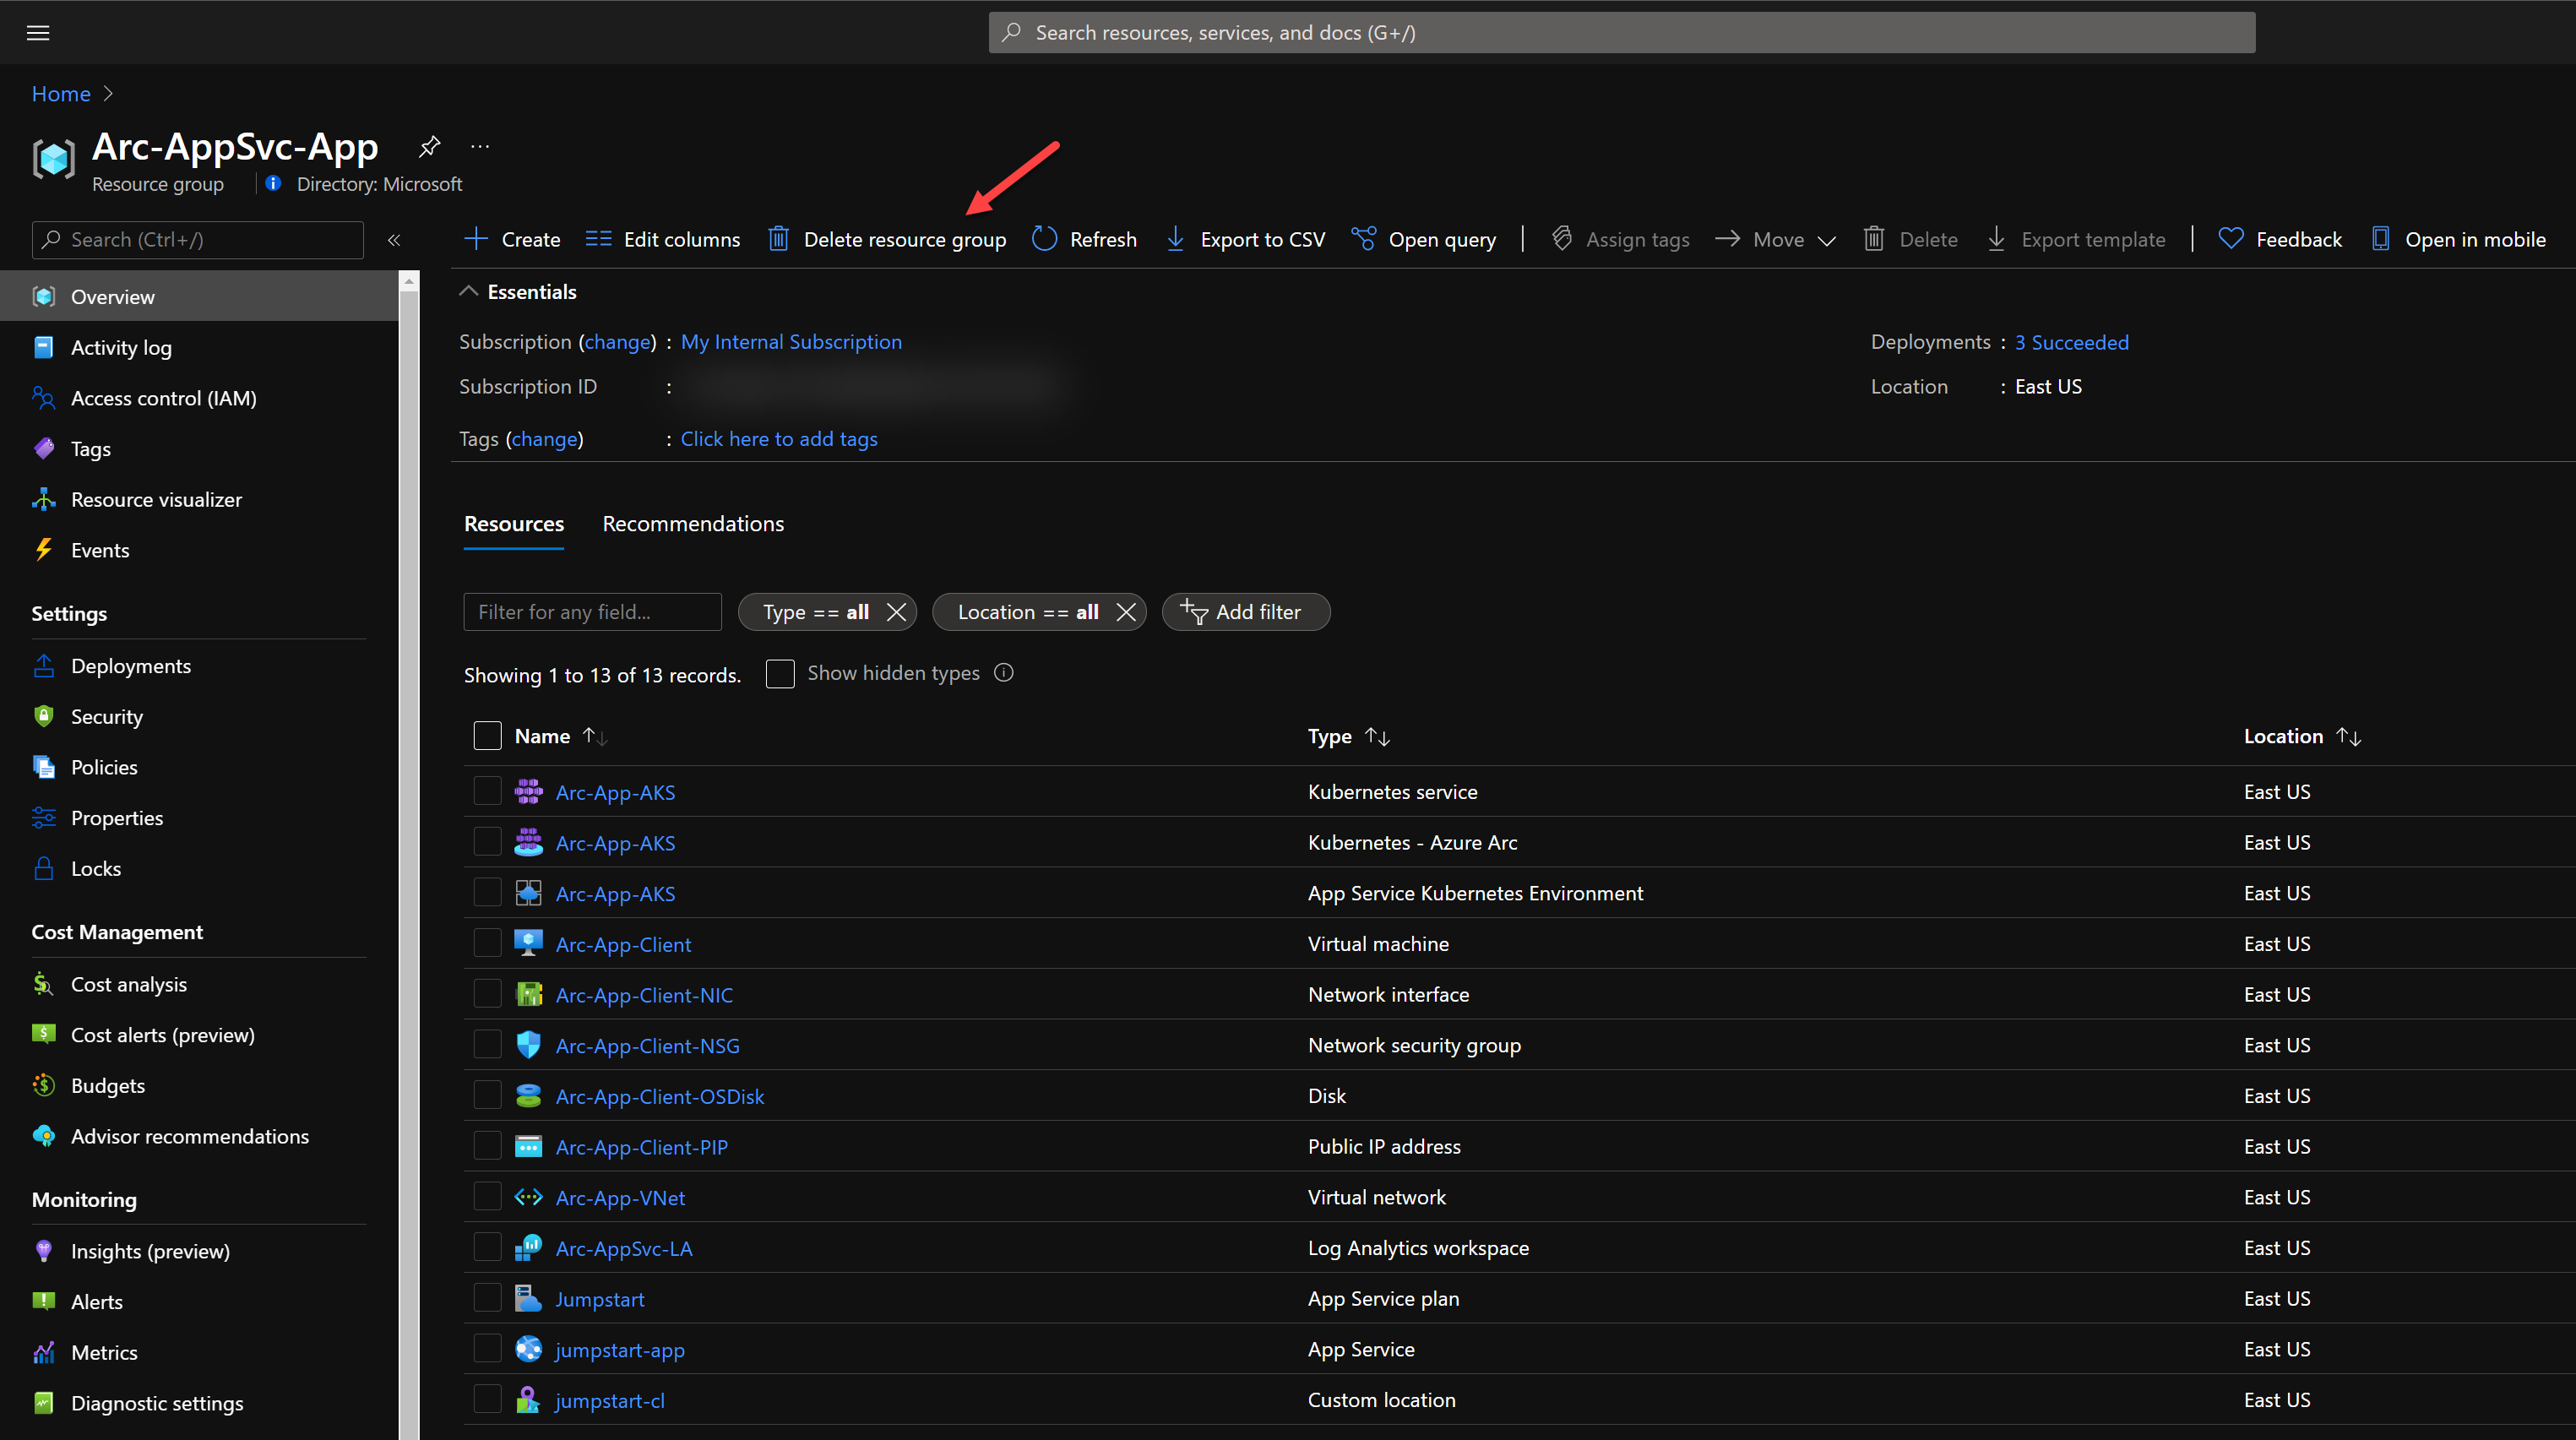 Search resources, services, and docs (G+/)
Home >
Arc-AppSvc-App ...
Resource group
Directory: Microsoft
Search (Ctrl+/)
«
Create
Edit columns
Delete resource group
Refresh
Export to CSV
Open query
Assign tags
Move
Delete
Export template
Feedback
Open in mobile
Overview
Activity log
Access control (IAM)
Tags
Resource visualizer
Events
Settings
Deployments
Security
Policies
Properties
Locks
Cost Management
Cost analysis
Cost alerts (preview)
Budgets
Advisor recommendations
Monitoring
Insights (preview)
Alerts
Metrics
Diagnostic settings
Essentials
Subscription (change) : My Internal Subscription
Subscription ID :
Tags (change) : Click here to add tags
Deployments : 3 Succeeded
Location : East US
Resources Recommendations
Filter for any field...
Type == all
Location == all
Add filter
Showing 1 to 13 of 13 records.
Show hidden types
Name ↑↓ Type ↑↓ Location ↑↓
Arc-App-AKS Kubernetes service East US
Arc-App-AKS Kubernetes - Azure Arc East US
Arc-App-AKS App Service Kubernetes Environment East US
Arc-App-Client Virtual machine East US
Arc-App-Client-NIC Network interface East US
Arc-App-Client-NSG Network security group East US
Arc-App-Client-OSDisk Disk East US
Arc-App-Client-PIP Public IP address East US
Arc-App-VNet Virtual network East US
Arc-AppSvc-LA Log Analytics workspace East US
Jumpstart App Service plan East US
jumpstart-app App Service East US
jumpstart-cl Custom location East US